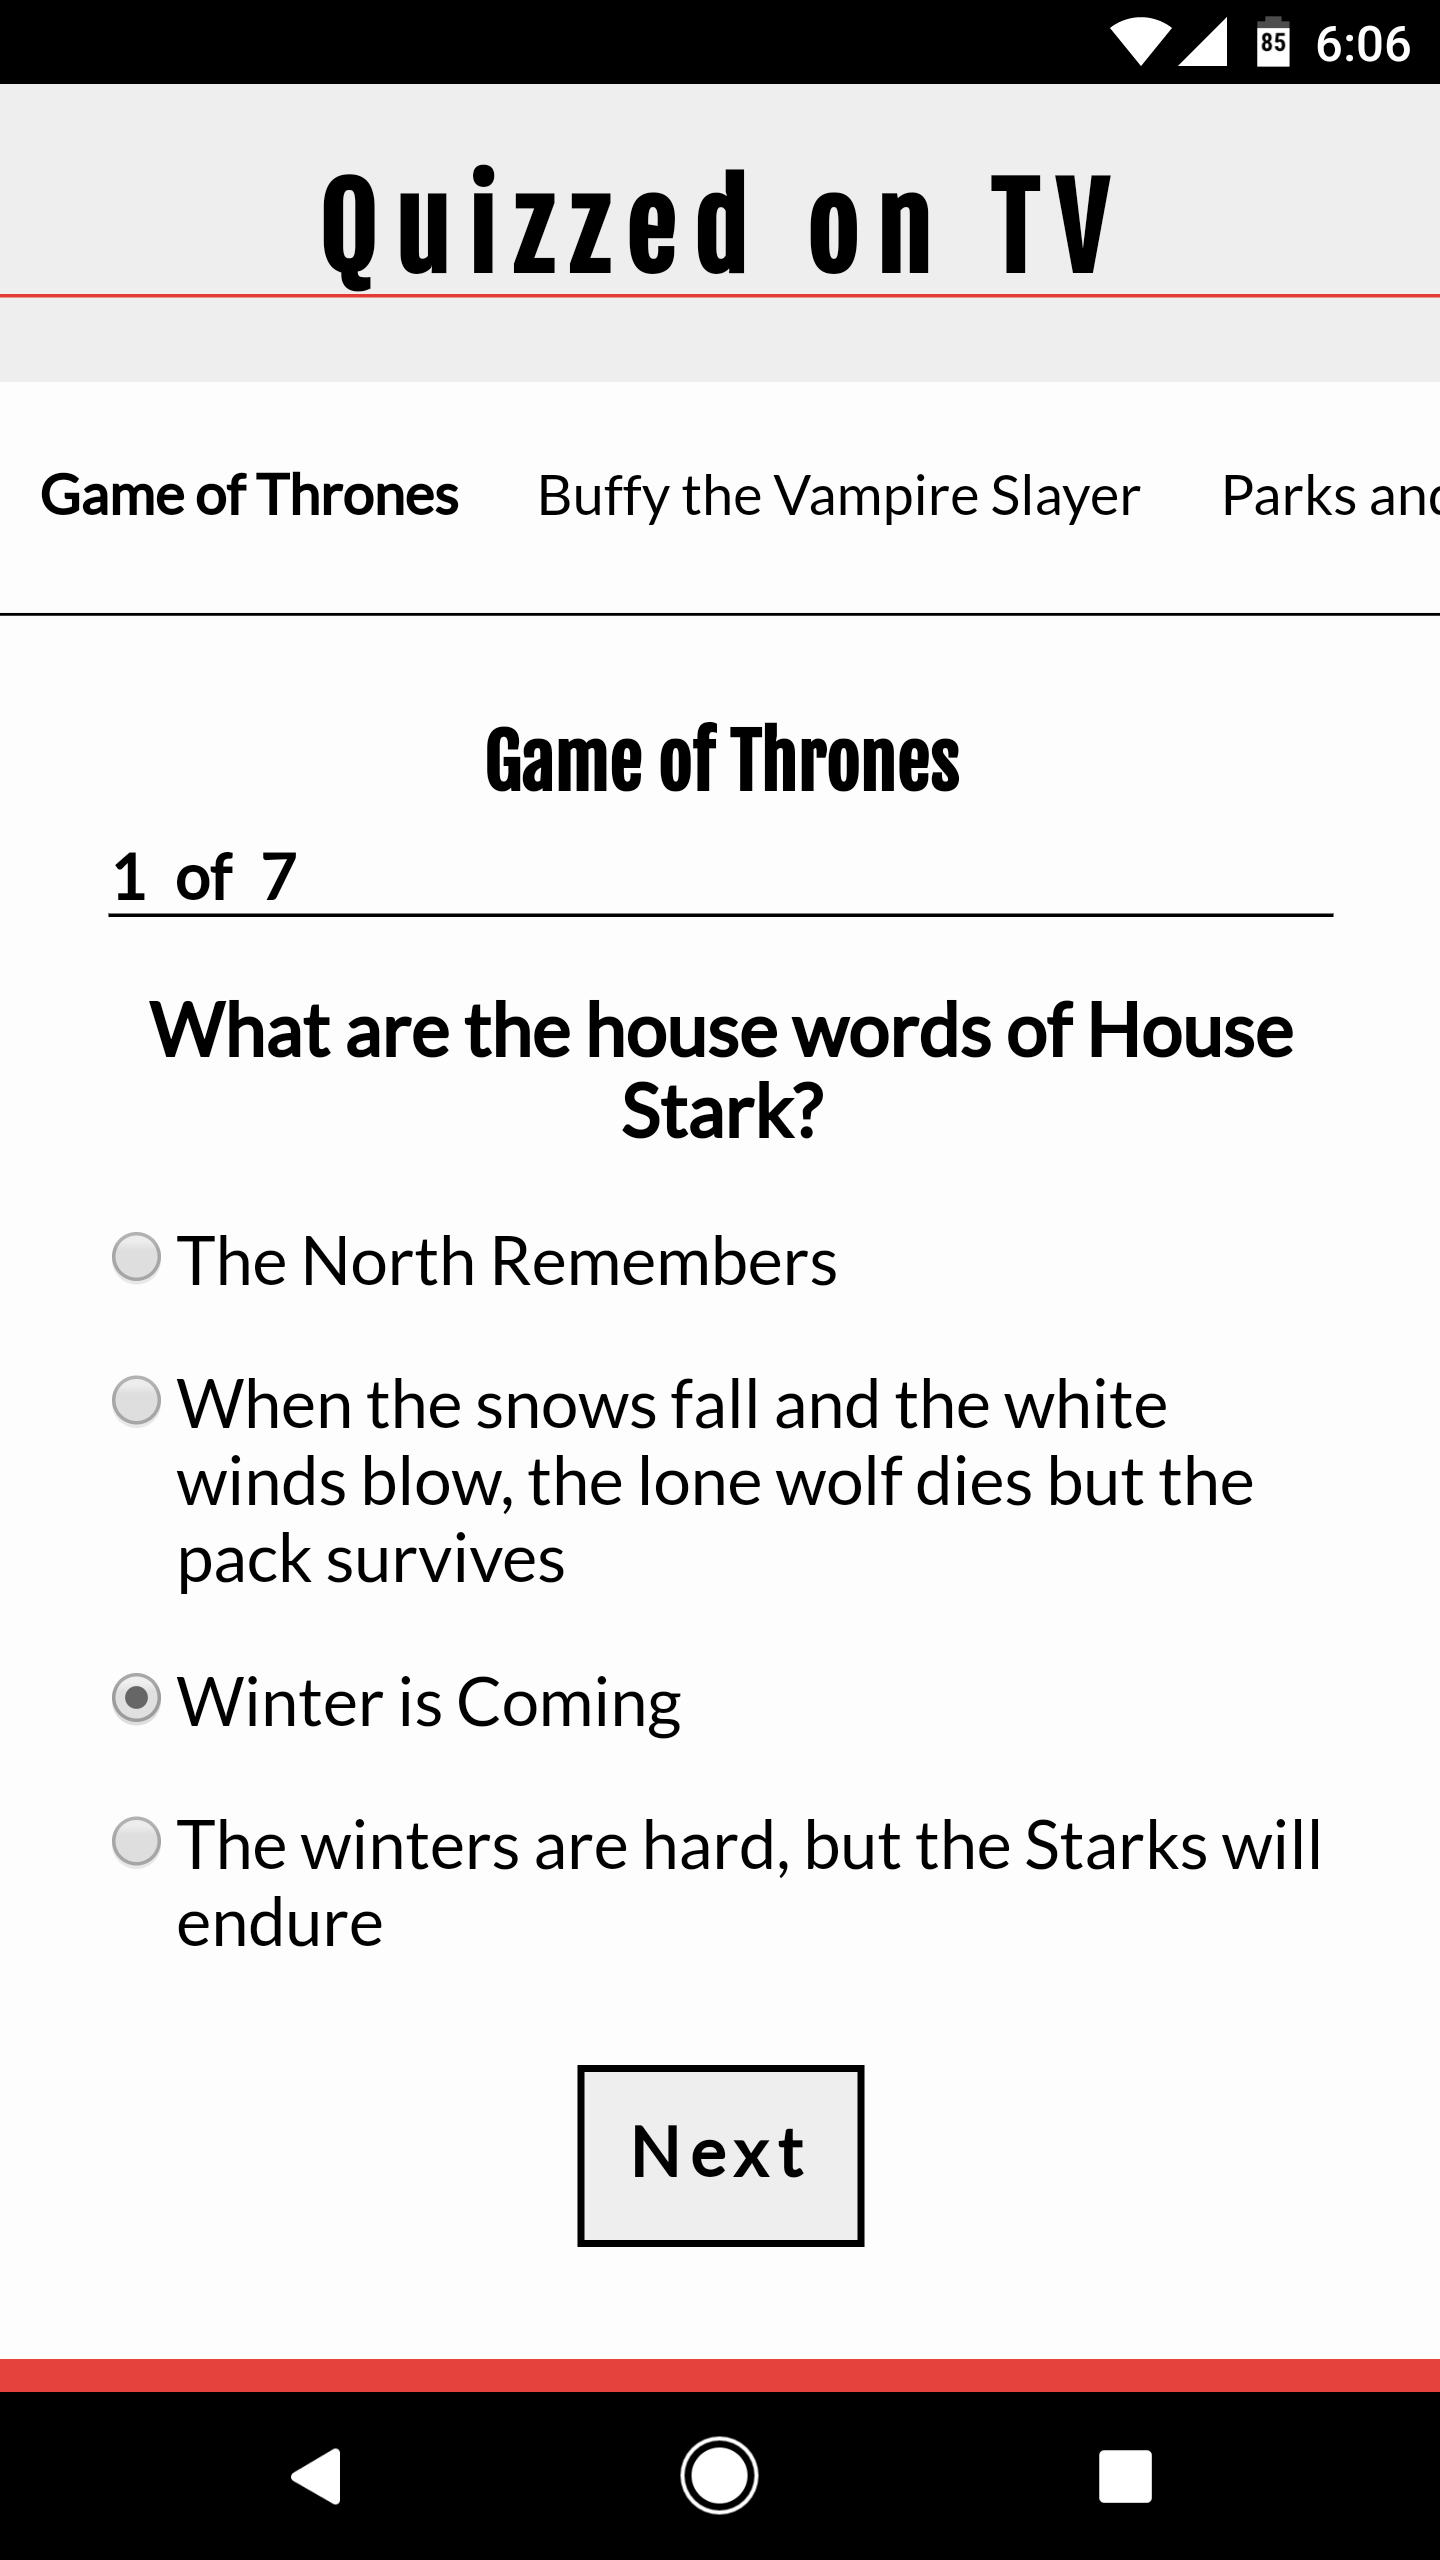 85 6:06
Quizzed on TV
Game of Thrones Buffy the Vampire Slayer Parks and
Game of Thrones
1 of 7
What are the house words of House
Stark?
The North Remembers
When the snows fall and the white
winds blow, the lone wolf dies but the
pack survives
Winter is Coming
The winters are hard, but the Starks will
endure
Next